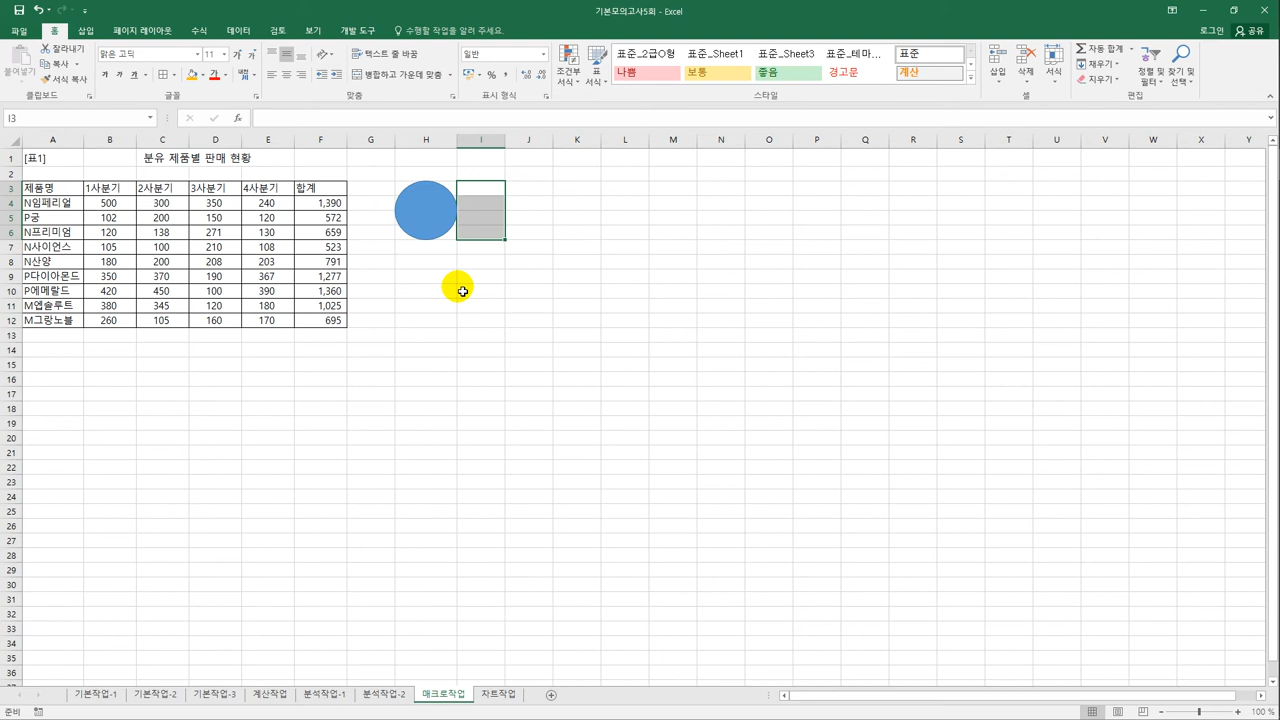 기본모의고사5회 - Excel
파일 홈 삽입 페이지 레이아웃 수식 데이터 검토 보기 개발 도구 수행할 작업을 알려 주세요. 로그인 공유
붙여넣기 잘라내기 복사 서식 복사 클립보드
맑은 고딕 11 가 가 글꼴
텍스트 줄 바꿈 병합하고 가운데 맞춤 맞춤
일반 % 표시 형식
조건부 서식 표 서식
표준_2급O형 표준_Sheet1 표준_Sheet3 표준_테마... 표준
나쁨 보통 좋음 경고문 계산
스타일
삽입 삭제 서식 셀
자동 합계 채우기 지우기 정렬 및 필터 찾기 및 선택 편집
I3 fx
A B C D E F G H I J K L M N O P Q R S T U V W X Y
1 [표1] 분유 제품별 판매 현황
2
3 제품명 1사분기 2사분기 3사분기 4사분기 합계
4 N임페리얼 500 300 350 240 1,390
5 P궁 102 200 150 120 572
6 N프리미엄 120 138 271 130 659
7 N사이언스 105 100 210 108 523
8 N산양 180 200 208 203 791
9 P다이아몬드 350 370 190 367 1,277
10 P에메랄드 420 450 100 390 1,360
11 M엡솔루트 380 345 120 180 1,025
12 M그랑노블 260 105 160 170 695
13
14
15
16
17
18
19
20
21
22
23
24
25
26
27
28
29
30
31
32
33
34
35
36
기본작업-1 기본작업-2 기본작업-3 계산작업 분석작업-1 분석작업-2 매크로작업 차트작업
준비 100 %